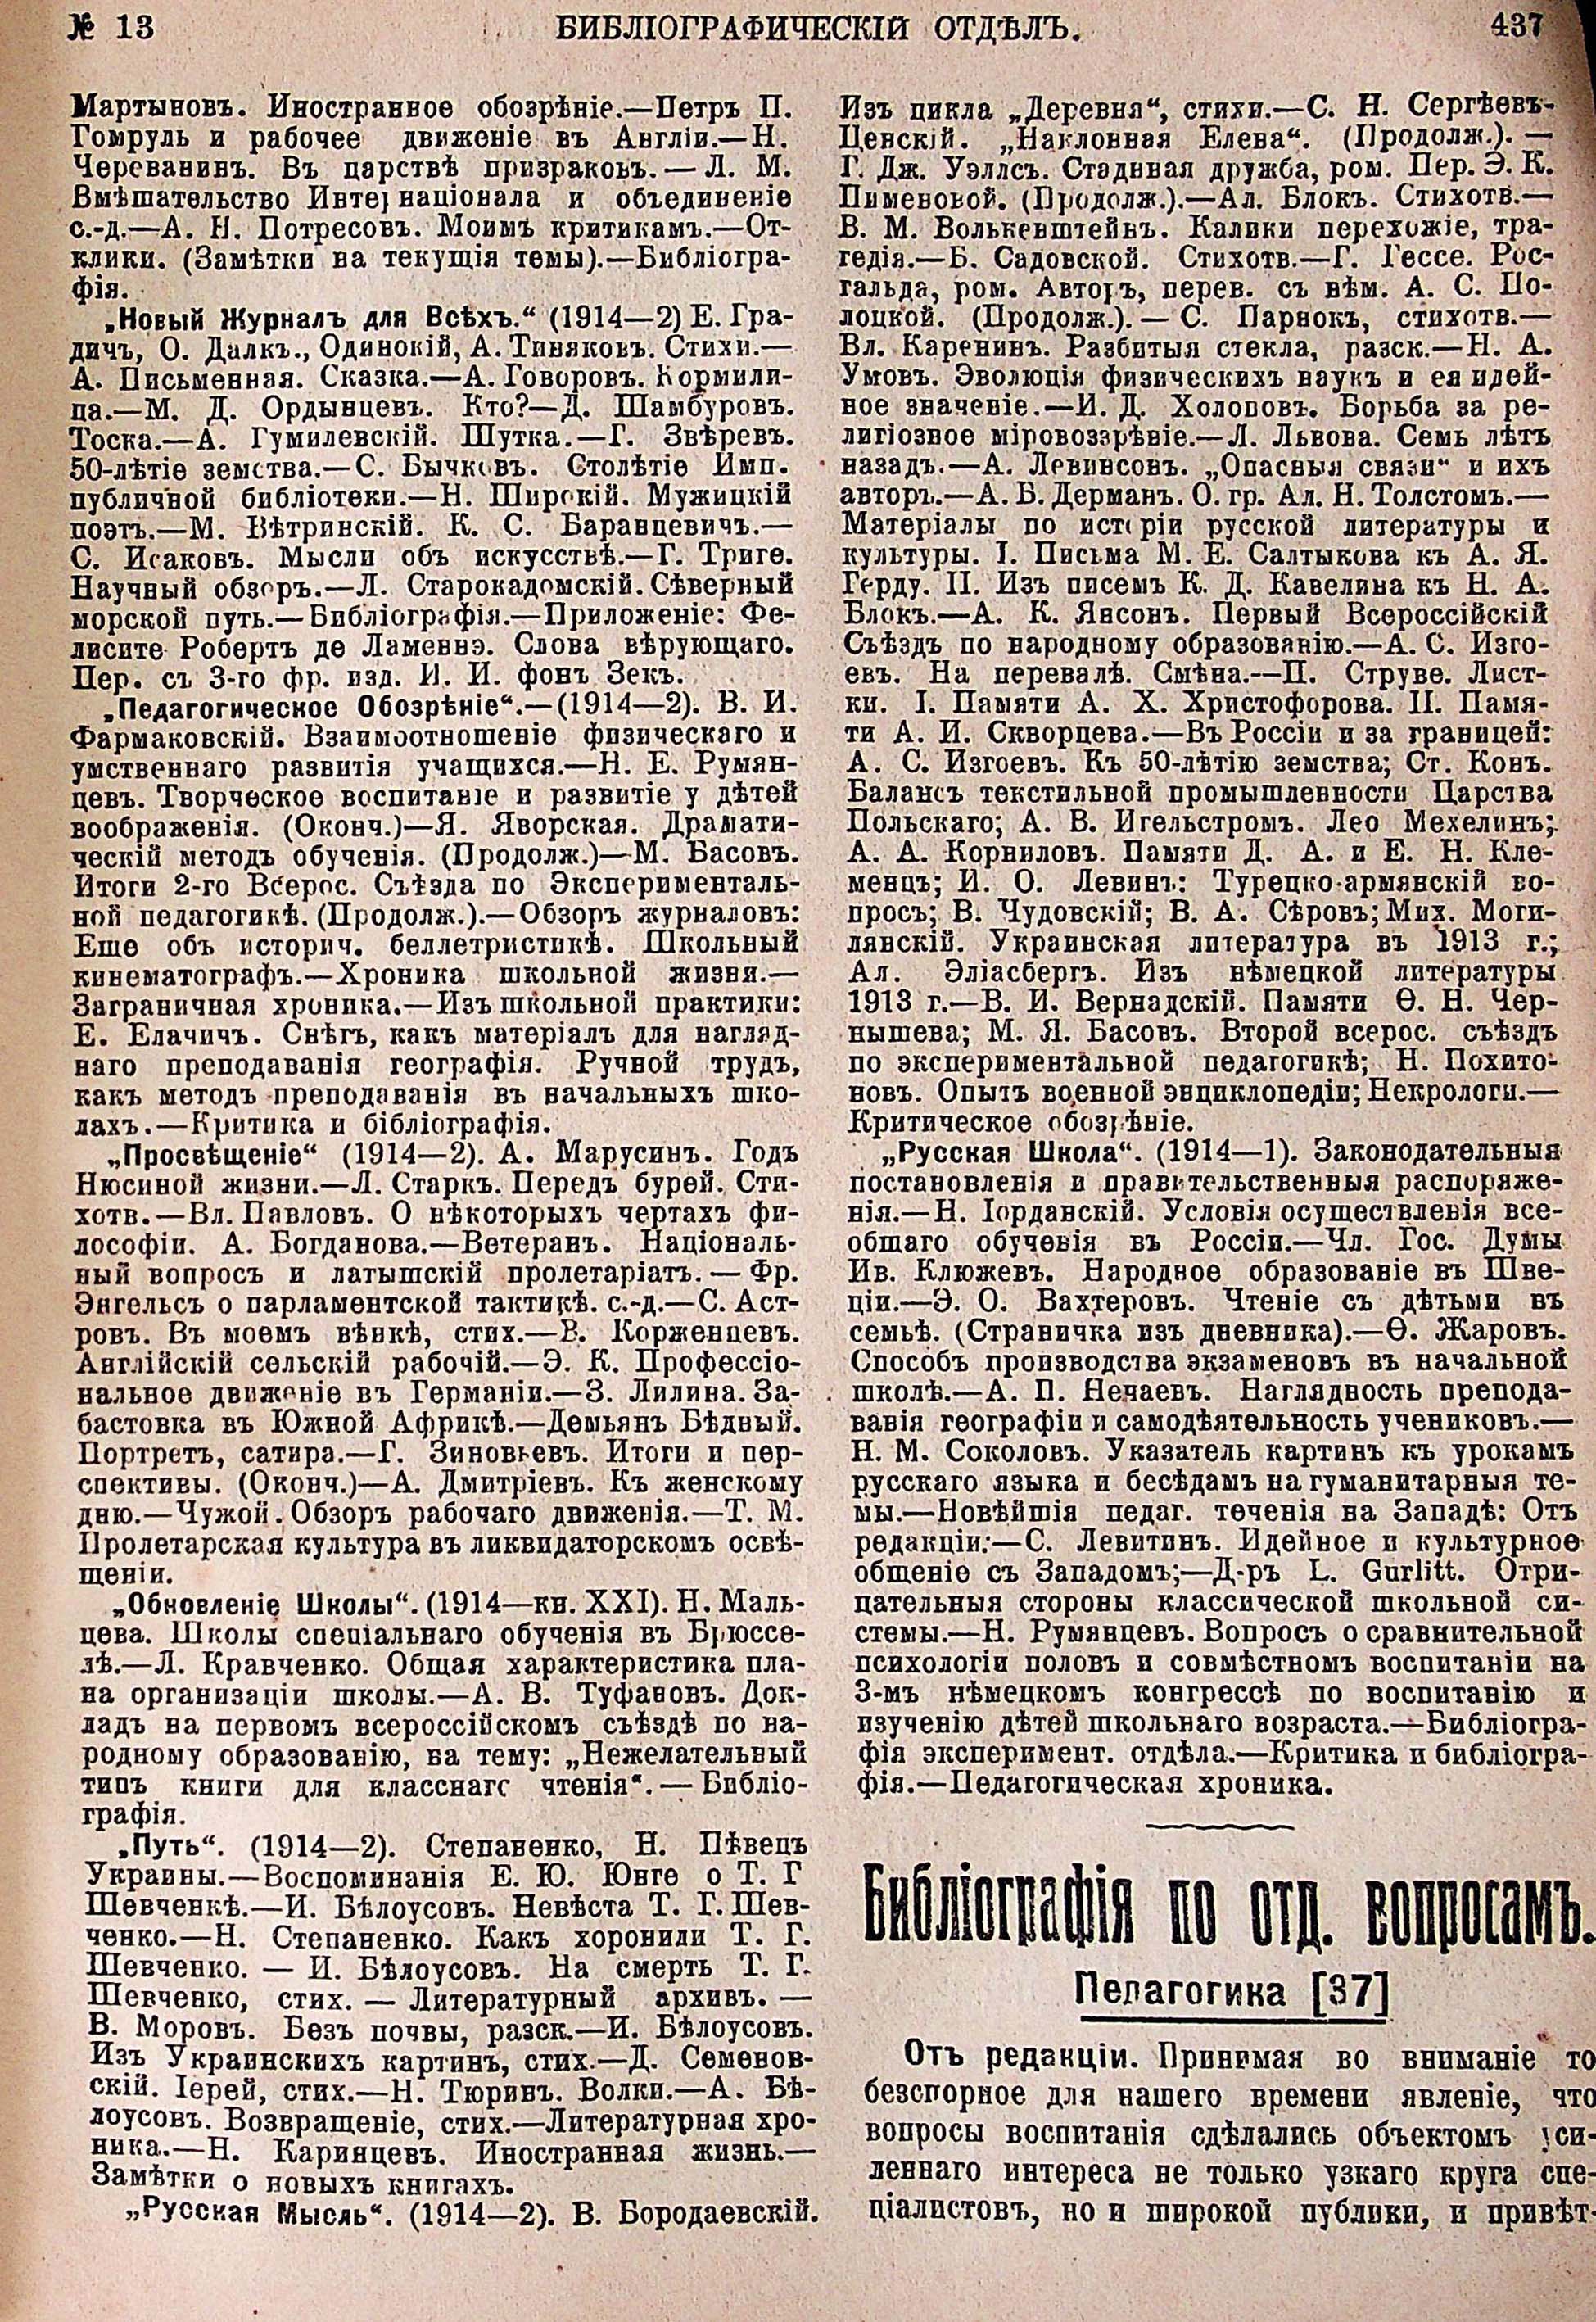 № 13
БИБЛІОГРАФИЧЕСКІЙ ОТДѢЛЪ.
437
Мартыновъ. Иностранное обозрѣніе.—Петръ П.
Гомруль и рабочее движеніе въ Англіи.—Н.
Череванинъ. Въ царствѣ призраковъ.— Л. М.
Вмѣшательство Интернаціонала и объединеніе
с.-д.—А. Н. Потресовъ. Моимъ критикамъ.—От-
клики. (Замѣтки на текущія темы).—Библіогра-
фія.
„Новый Журналъ для Всѣхъ.“ (1914—2) Е. Гра-
дичъ, О. Далкъ., Одинокій, А. Тиняковъ. Стихи.—
А. Письменная. Сказка.—А. Говоровъ. Кормили-
ца.—М. Д. Ордынцевъ. Кто?—Д. Шамбуровъ.
Тоска.—А. Гумилевскій. Шутка.—Г. Звѣревъ.
50-лѣтіе земства.—С. Бычковъ. Столѣтіе Имп.
публичной библіотеки.—Н. Ширскій. Мужицкій
поэтъ.—М. Вѣтринскій. К. С. Баранцевичъ.—
С. Исаковъ. Мысли объ искусствѣ.—Г. Триге.
Научный обзоръ.—Л. Старокадомскій. Сѣверный
морской путь.—Библіографія.—Приложеніе: Фе-
лисите Робертъ де Ламеннэ. Слова вѣрующаго.
Пер. съ 3-го фр. изд. И. И. фонъ Зекъ.
„Педагогическое Обозрѣніе“.—(1914—2). В. И.
Фармаковскій. Взаимоотношеніе физическаго и
умственнаго развитія учащихся.—Н. Е. Румян-
цевъ. Творческое воспитаніе и развитіе у дѣтей
воображенія. (Оконч.)—Я. Яворская. Драмати-
ческій методъ обученія. (Продолж.)—М. Басовъ.
Итоги 2-го Всерос. Съѣзда по Эксперименталь-
ной педагогикѣ. (Продолж.).—Обзоръ журналовъ:
Еще объ историч. беллетристикѣ. Школьный
кинематографъ.—Хроника школьной жизни.—
Заграничная хроника.—Изъ школьной практики:
Е. Елачичъ. Снѣгъ, какъ матеріалъ для нагляд-
наго преподаванія географія. Ручной трудъ,
какъ методъ преподаванія въ начальныхъ шко-
лахъ.—Критика и бібліографія.
„Просвѣщеніе“ (1914—2). А. Марусинъ. Годъ
Нюсиной жизни.—Л. Старкъ. Передъ бурей. Сти-
хотв.—Вл. Павловъ. О нѣкоторыхъ чертахъ фи-
лософіи. А. Богданова.—Ветеранъ. Національ-
ный вопросъ и латышскій пролетаріатъ.— Фр.
Энгельсъ о парламентской тактикѣ. с.-д.—С. Аст-
ровъ. Въ моемъ вѣнкѣ, стих.—В. Корженцевъ.
Англійскій сельскій рабочій.—Э. К. Профессіо-
нальное движеніе въ Германіи.—З. Лилина. За-
бастовка въ Южной Африкѣ.—Демьянъ Бѣдный.
Портретъ, сатира.—Г. Зиновьевъ. Итоги и пер-
спективы. (Оконч.)—А. Дмитріевъ. Къ женскому
дню.—Чужой. Обзоръ рабочаго движенія.—Т. М.
Пролетарская культура въ ликвидаторскомъ освѣ-
щеніи.
„Обновленіе Школы“. (1914—кн. XXI). Н. Маль-
цева. Школы спеціальнаго обученія въ Брюссе-
лѣ.—Л. Кравченко. Общая характеристика пла-
на организаціи школы.—А. В. Туфановъ. Док-
ладъ на первомъ всероссійскомъ съѣздѣ по на-
родному образованію, на тему: „Нежелательный
типъ книги для класснаго чтенія“.— Библіо-
графія.
„Путь“. (1914—2). Степаненко, Н. Пѣвецъ
Украины.—Воспоминанія Е. Ю. Юнге о Т. Г
Шевченкѣ.—И. Бѣлоусовъ. Невѣста Т. Г. Шев-
ченко.—Н. Степаненко. Какъ хоронили Т. Г.
Шевченко. — И. Бѣлоусовъ. На смерть Т. Г.
Шевченко, стих. — Литературный архивъ. —
В. Моровъ. Безъ почвы, разск.—И. Бѣлоусовъ.
Изъ Украинскихъ картинъ, стих.—Д. Семенов-
скій. Іерей, стих.—Н. Тюринъ. Волки.—А. Бѣ-
лоусовъ. Возвращеніе, стих.—Литературная хро-
ника.—Н. Каринцевъ. Иностранная жизнь.—
Замѣтки о новыхъ книгахъ.
„Русская Мысль“. (1914—2). В. Бородаевскій.
Изъ цикла „Деревня“, стихи.—С. Н. Сергѣевъ-
Ценскій. „Наклонная Елена“. (Продолж.). —
Г. Дж. Уэллсъ. Стадная дружба, ром. Пер. Э. К.
Пименовой. (Продолж.).—Ал. Блокъ. Стихотв.—
В. М. Волькенштейнъ. Калики перехожіе, тра-
гедія.—Б. Садовской. Стихотв.—Г. Гессе. Рос-
гальда, ром. Авторъ, перев. съ нѣм. А. С. По-
лоцкой. (Продолж.).— С. Парнокъ, стихотв.—
Вл. Каренинъ. Разбитыя стекла, разск.—Н. А.
Умовъ. Эволюція физическихъ наукъ и ея идей-
ное значеніе.—И. Д. Холоповъ. Борьба за ре-
лигіозное міровоззрѣніе.—Л. Львова. Семь лѣтъ
назадъ.—А. Левинсонъ. „Опасныя связи“ и ихъ
авторъ.—А. Б. Дерманъ. О. гр. Ал. Н. Толстомъ.—
Матеріалы по исторіи русской литературы и
культуры. I. Письма М. Е. Салтыкова къ А. Я.
Герду. II. Изъ писемъ К. Д. Кавелина къ Н. А.
Блокъ.—А. К. Янсонъ. Первый Всероссійскій
Съѣздъ по народному образованію.—А. С. Изго-
евъ. На перевалѣ. Смѣна.—П. Струве. Лист-
ки. I. Памяти А. Х. Христофорова. II. Памя-
ти А. И. Скворцева.—Въ Россіи и за границей:
А. С. Изгоевъ. Къ 50-лѣтію земства; Ст. Конъ.
Балансъ текстильной промышленности Царства
Польскаго; А. В. Игельстромъ. Лео Мехелинъ;
А. А. Корниловъ. Памяти Д. А. и Е. Н. Кле-
менцъ; И. О. Левинъ: Турецко-армянскій во-
просъ; В. Чудовскій; В. А. Сѣровъ; Мих. Моги-
лянскій. Украинская литература въ 1913 г.;
Ал. Эліасбергъ. Изъ нѣмецкой литературы
1913 г.—В. И. Вернадскій. Памяти Ѳ. Н. Чер-
нышева; М. Я. Басовъ. Второй всерос. съѣздъ
по экспериментальной педагогикѣ; Н. Похито-
новъ. Опытъ военной энциклопедіи; Некрологи.—
Критическое обозрѣніе.
„Русская Школа“. (1914—1). Законодательныя
постановленія и правительственныя распоряже-
нія.—Н. Іорданскій. Условія осуществленія все-
общаго обученія въ Россіи.—Чл. Гос. Думы
Ив. Клюжевъ. Народное образованіе въ Шве-
ціи.—Э. О. Вахтеровъ. Чтеніе съ дѣтьми въ
семьѣ. (Страничка изъ дневника).—Ѳ. Жаровъ.
Способъ производства экзаменовъ въ начальной
школѣ.—А. П. Нечаевъ. Наглядность препода-
ванія географіи и самодѣятельность учениковъ.—
Н. М. Соколовъ. Указатель картинъ къ урокамъ
русскаго языка и бесѣдамъ на гуманитарныя те-
мы.—Новѣйшія педаг. теченія на Западѣ: Отъ
редакціи:—С. Левитинъ. Идейное и культурное
общеніе съ Западомъ;—Д-ръ L. Gurlitt. Отри-
цательныя стороны классической школьной си-
стемы.—Н. Румянцевъ. Вопросъ о сравнительной
психологіи половъ и совмѣстномъ воспитаніи на
3-мъ нѣмецкомъ конгрессѣ по воспитанію и
изученію дѣтей школьнаго возраста.—Библіогра-
фія эксперимент. отдѣла.—Критика и библіогра-
фія.—Педагогическая хроника.
Библіографія по отд. вопросамъ.
Педагогика [37]
Отъ редакціи. Принимая во вниманіе то
безспорное для нашего времени явленіе, что
вопросы воспитанія сдѣлались объектомъ уси-
леннаго интереса не только узкаго круга спе-
ціалистовъ, но и широкой публики, и привѣт-